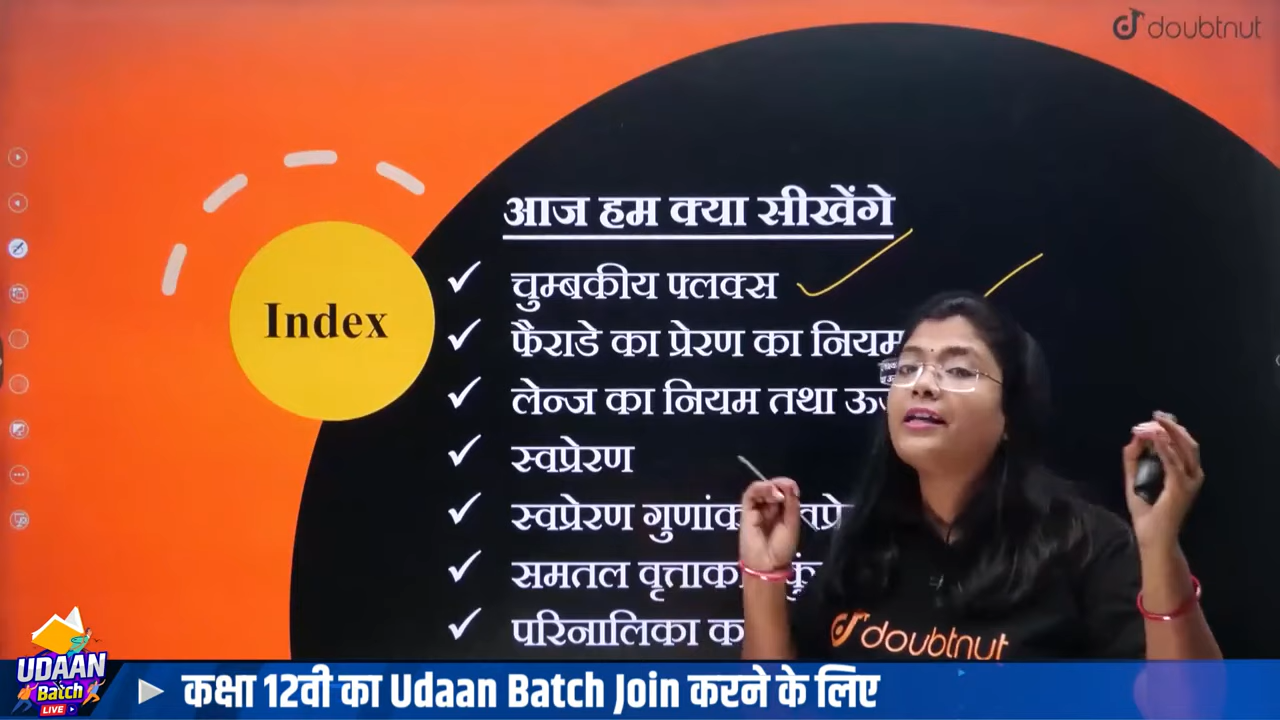 doubtnut
आज हम क्या सीखेंगे
Index
चुम्बकीय फ्लक्स
फैराडे का प्रेरण का नियम
लेन्ज का नियम तथा
स्वप्रेरण
स्वप्रेरण गुणांक
समतल
परिनालिका
doubtnut
UDAAN
Batch
LIVE
कक्षा 12वी का Udaan Batch Join करने के लिए